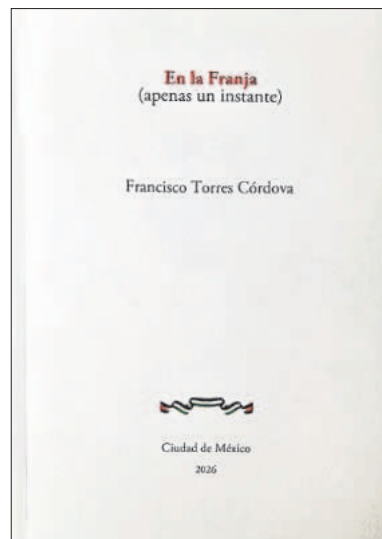 En la Franja
(apenas un instante)
Francisco Torres Córdova
Ciudad de México
2026